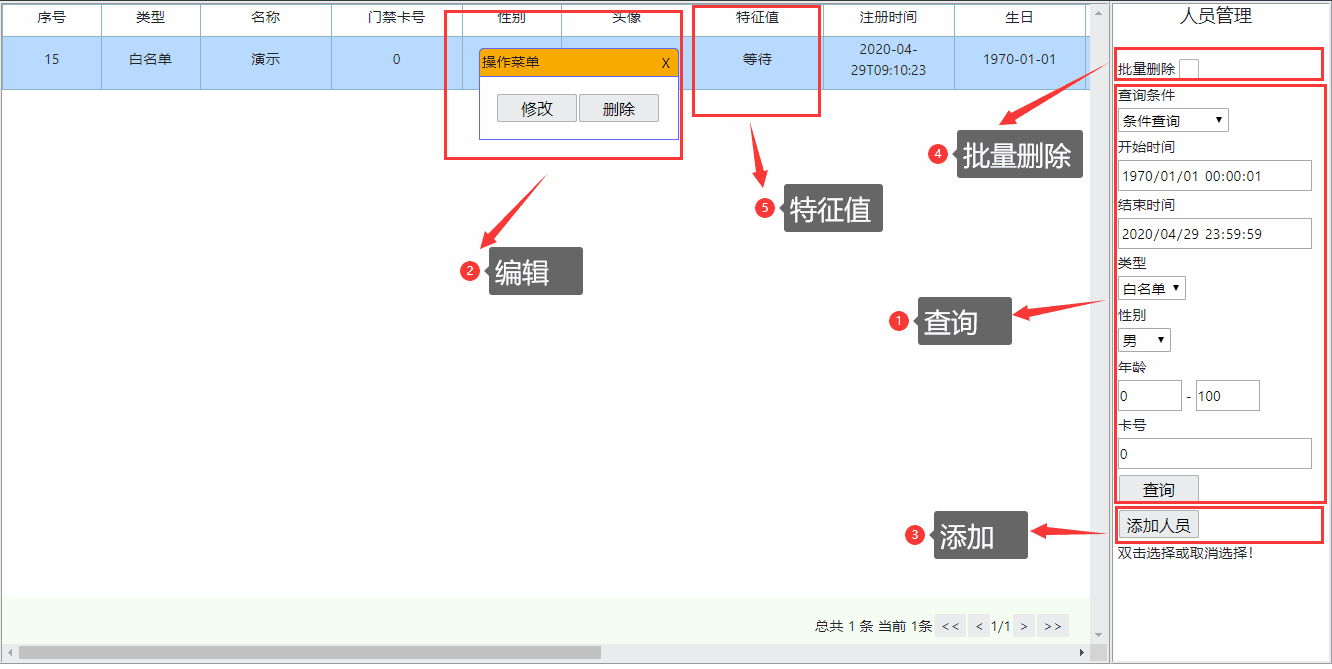 序号 类型 名称 门禁卡号 性别 头像 特征值 注册时间 生日
15 白名单 演示 0 等待 2020-04-29T09:10:23 1970-01-01
操作菜单 X
修改 删除
2 编辑
5 特征值
4 批量删除
1 查询
3 添加
人员管理
批量删除
查询条件
条件查询
开始时间
1970/01/01 00:00:01
结束时间
2020/04/29 23:59:59
类型
白名单
性别
男
年龄
0 - 100
卡号
0
查询
添加人员
双击选择或取消选择!
总共 1 条 当前 1条 << < 1/1 > >>